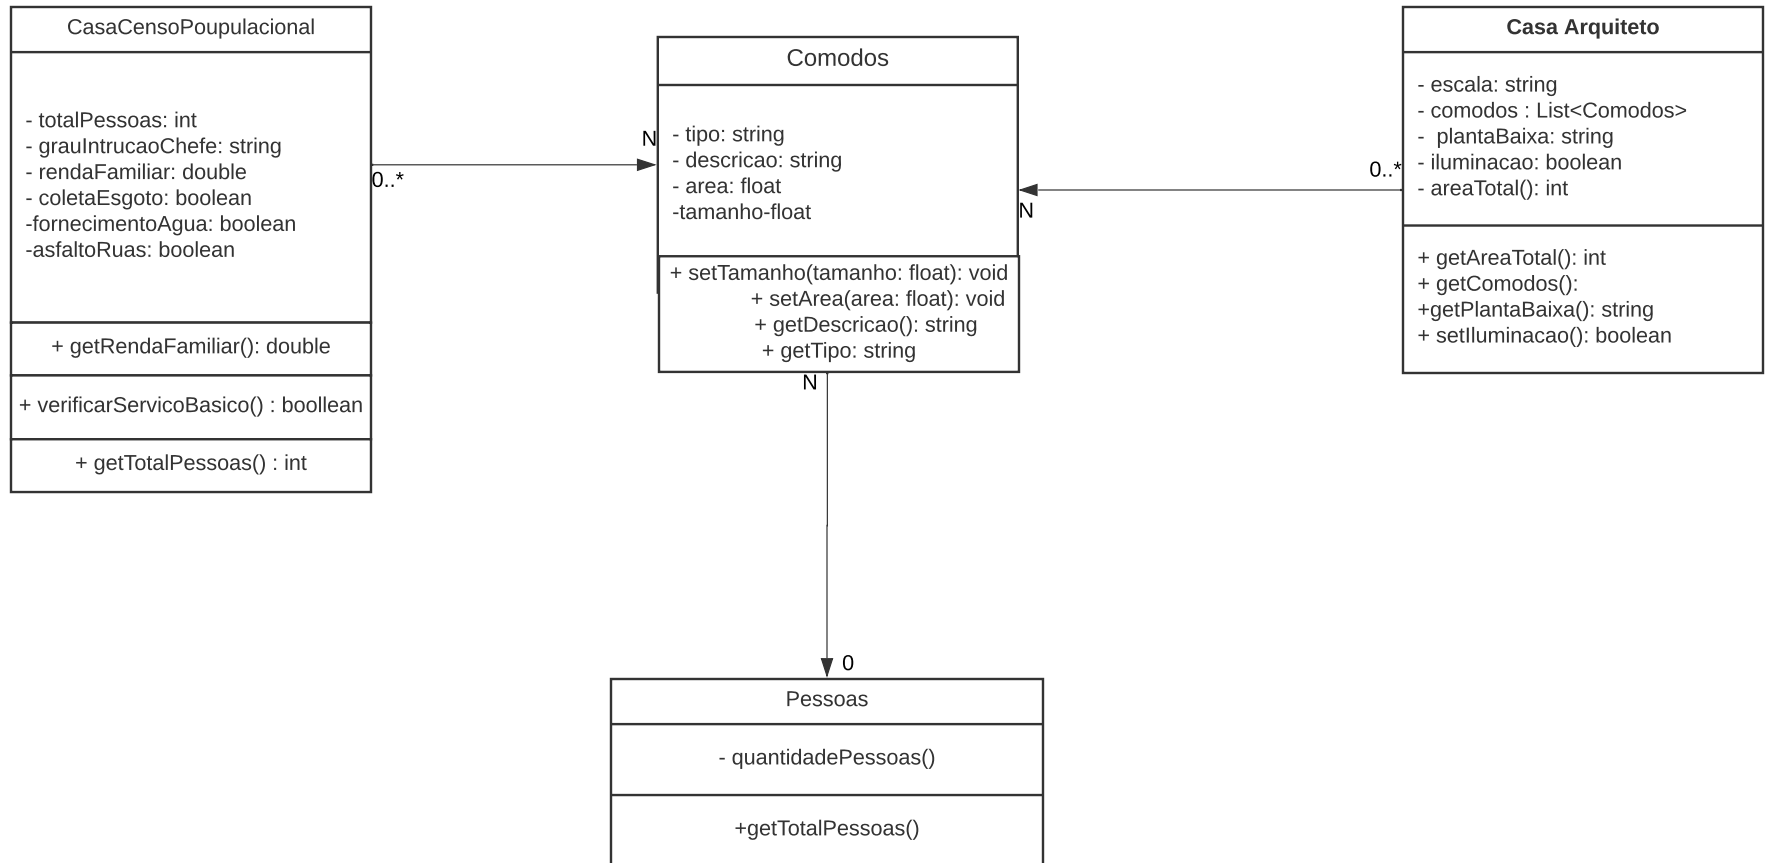 CasaCensoPoupulacional
- totalPessoas: int
- grauIntrucaoChefe: string
- rendaFamiliar: double
- coletaEsgoto: boolean
-fornecimentoAgua: boolean
-asfaltoRuas: boolean
+ getRendaFamiliar(): double
+ verificarServicoBasico() : boollean
+ getTotalPessoas() : int
0..*
N
Comodos
- tipo: string
- descricao: string
- area: float
-tamanho-float
+ setTamanho(tamanho: float): void
+ setArea(area: float): void
+ getDescricao(): string
+ getTipo: string
N
0..*
Casa Arquiteto
- escala: string
- comodos : List<Comodos>
-  plantaBaixa: string
- iluminacao: boolean
- areaTotal(): int
+ getAreaTotal(): int
+ getComodos():
+getPlantaBaixa(): string
+ setIluminacao(): boolean
N
0
Pessoas
- quantidadePessoas()
+getTotalPessoas()